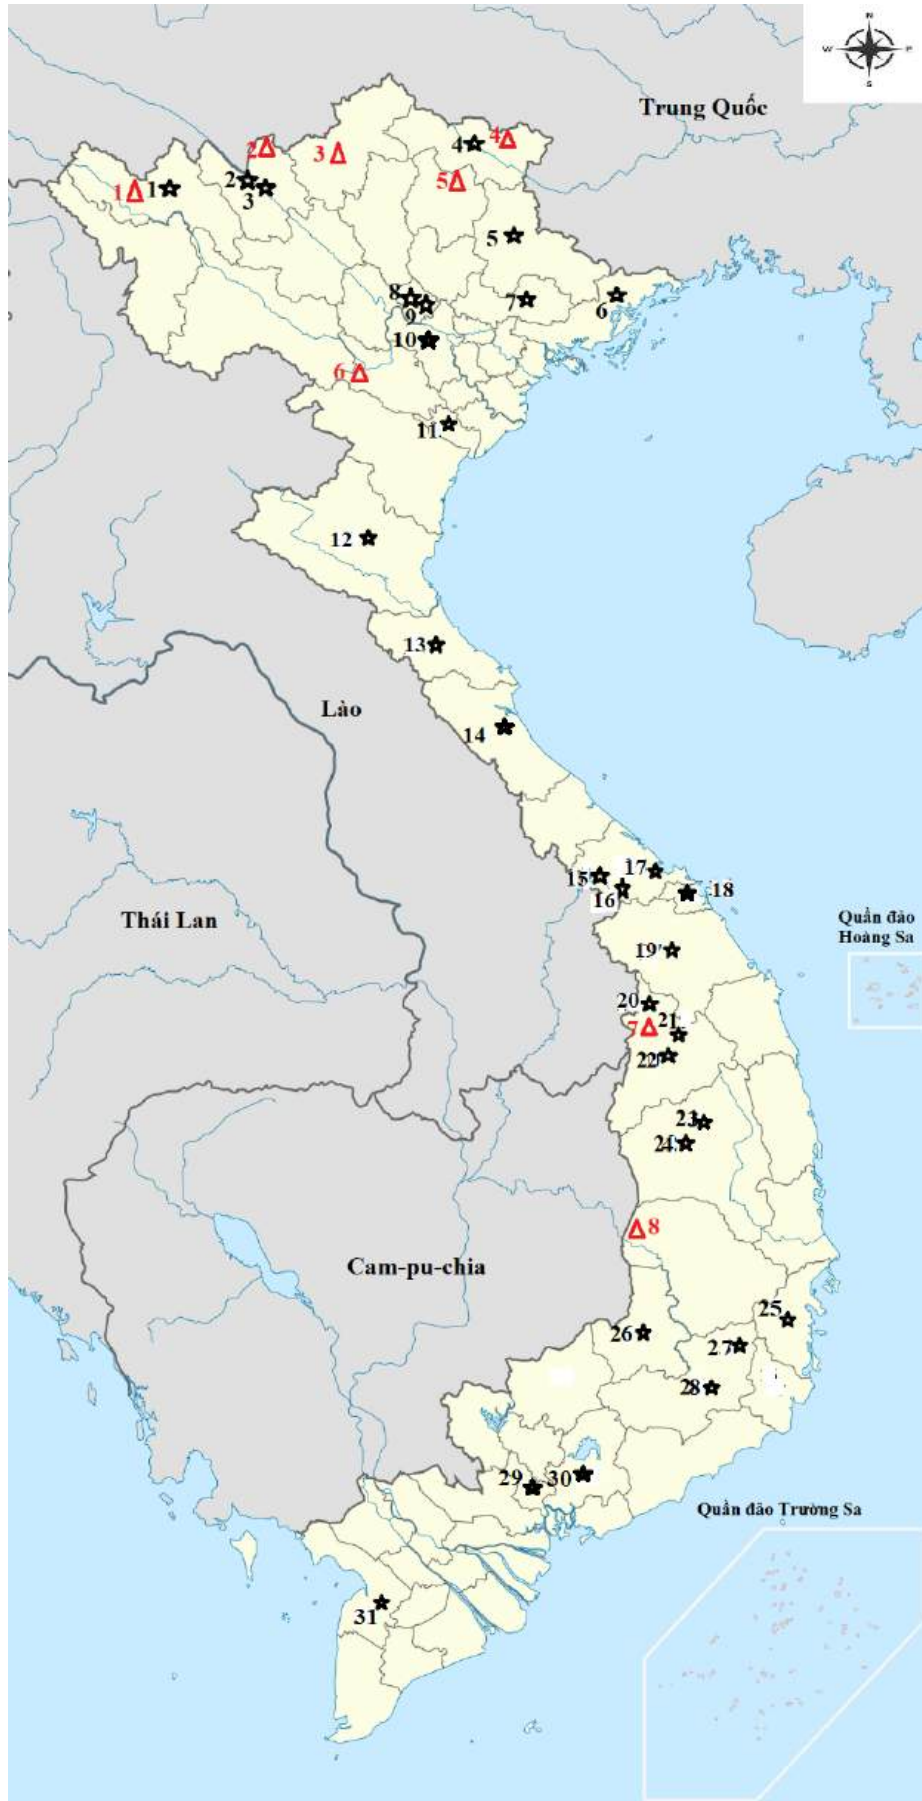 N
W P
S
Trung Quốc
4 4
2 3
1 1 2 5
3
5
8 7 6
9
10
6
11
12
13
Lào
14
17
15 18
16
Thái Lan
Quần đảo
Hoàng Sa
19
20
7 21
22
23
24
8
Cam-pu-chia
25
26 27
28
29 30
Quần đảo Trường Sa
31